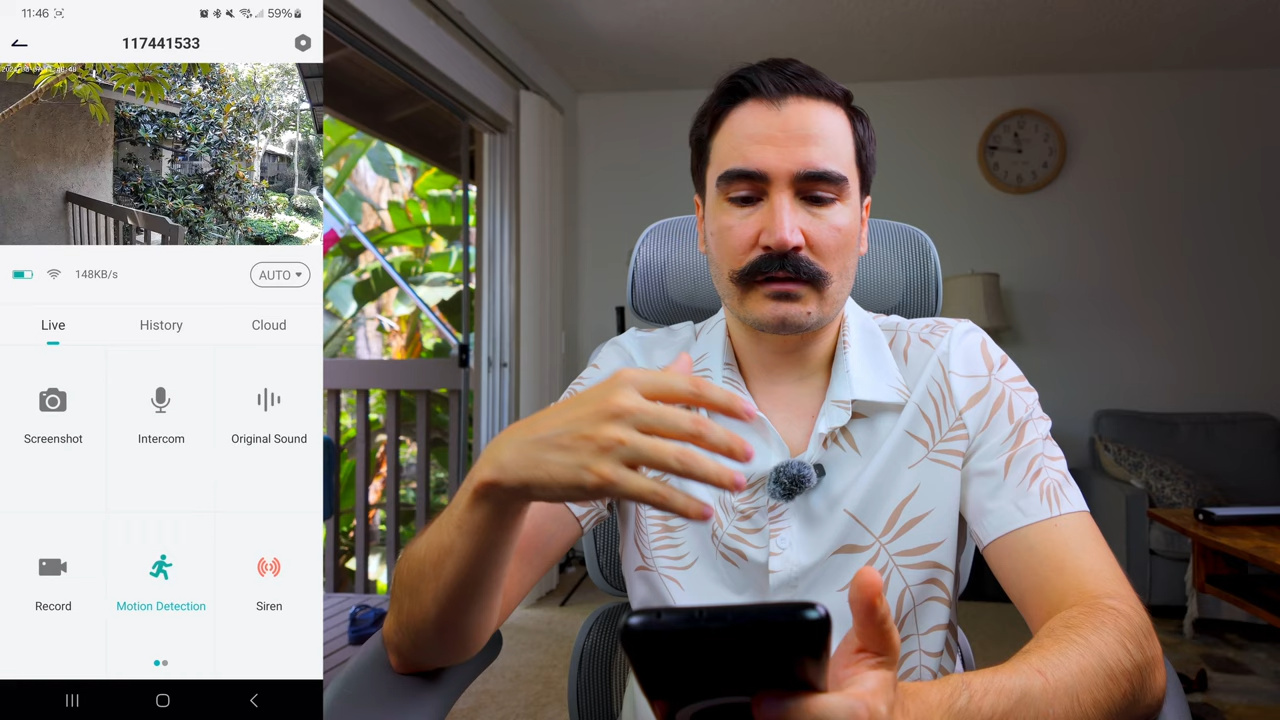 11:46
59%
117441533
148KB/s
AUTO
Live
History
Cloud
Screenshot
Intercom
Original Sound
Record
Motion Detection
Siren